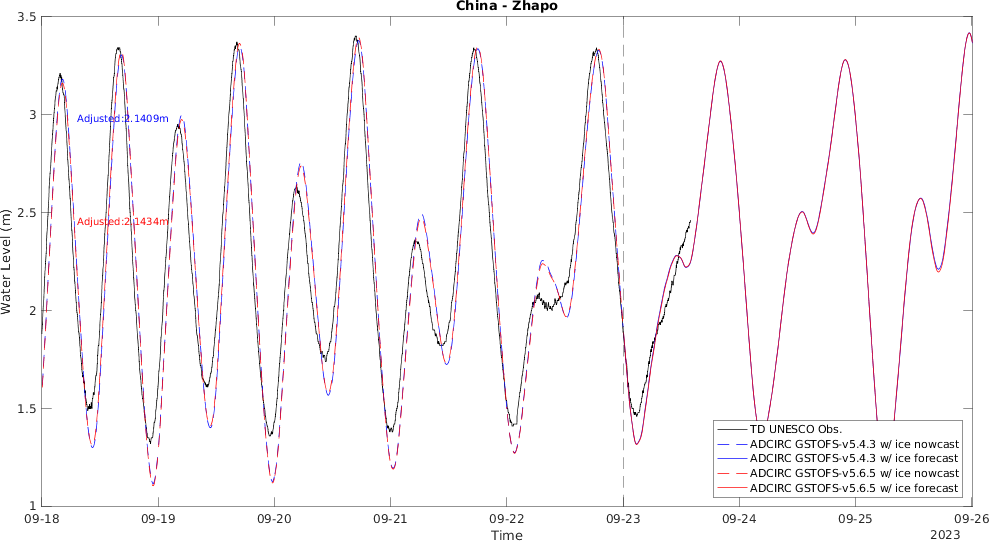 China - Zhapo
3.5
3
2.5
2
1.5
1
Water Level (m)
Adjusted:2.1409m
Adjusted:2.1434m
TD UNESCO Obs.
ADCIRC GSTOFS-v5.4.3 w/ ice nowcast
ADCIRC GSTOFS-v5.4.3 w/ ice forecast
ADCIRC GSTOFS-v5.6.5 w/ ice nowcast
ADCIRC GSTOFS-v5.6.5 w/ ice forecast
09-18 09-19 09-20 09-21 09-22 09-23 09-24 09-25 09-26
Time
2023